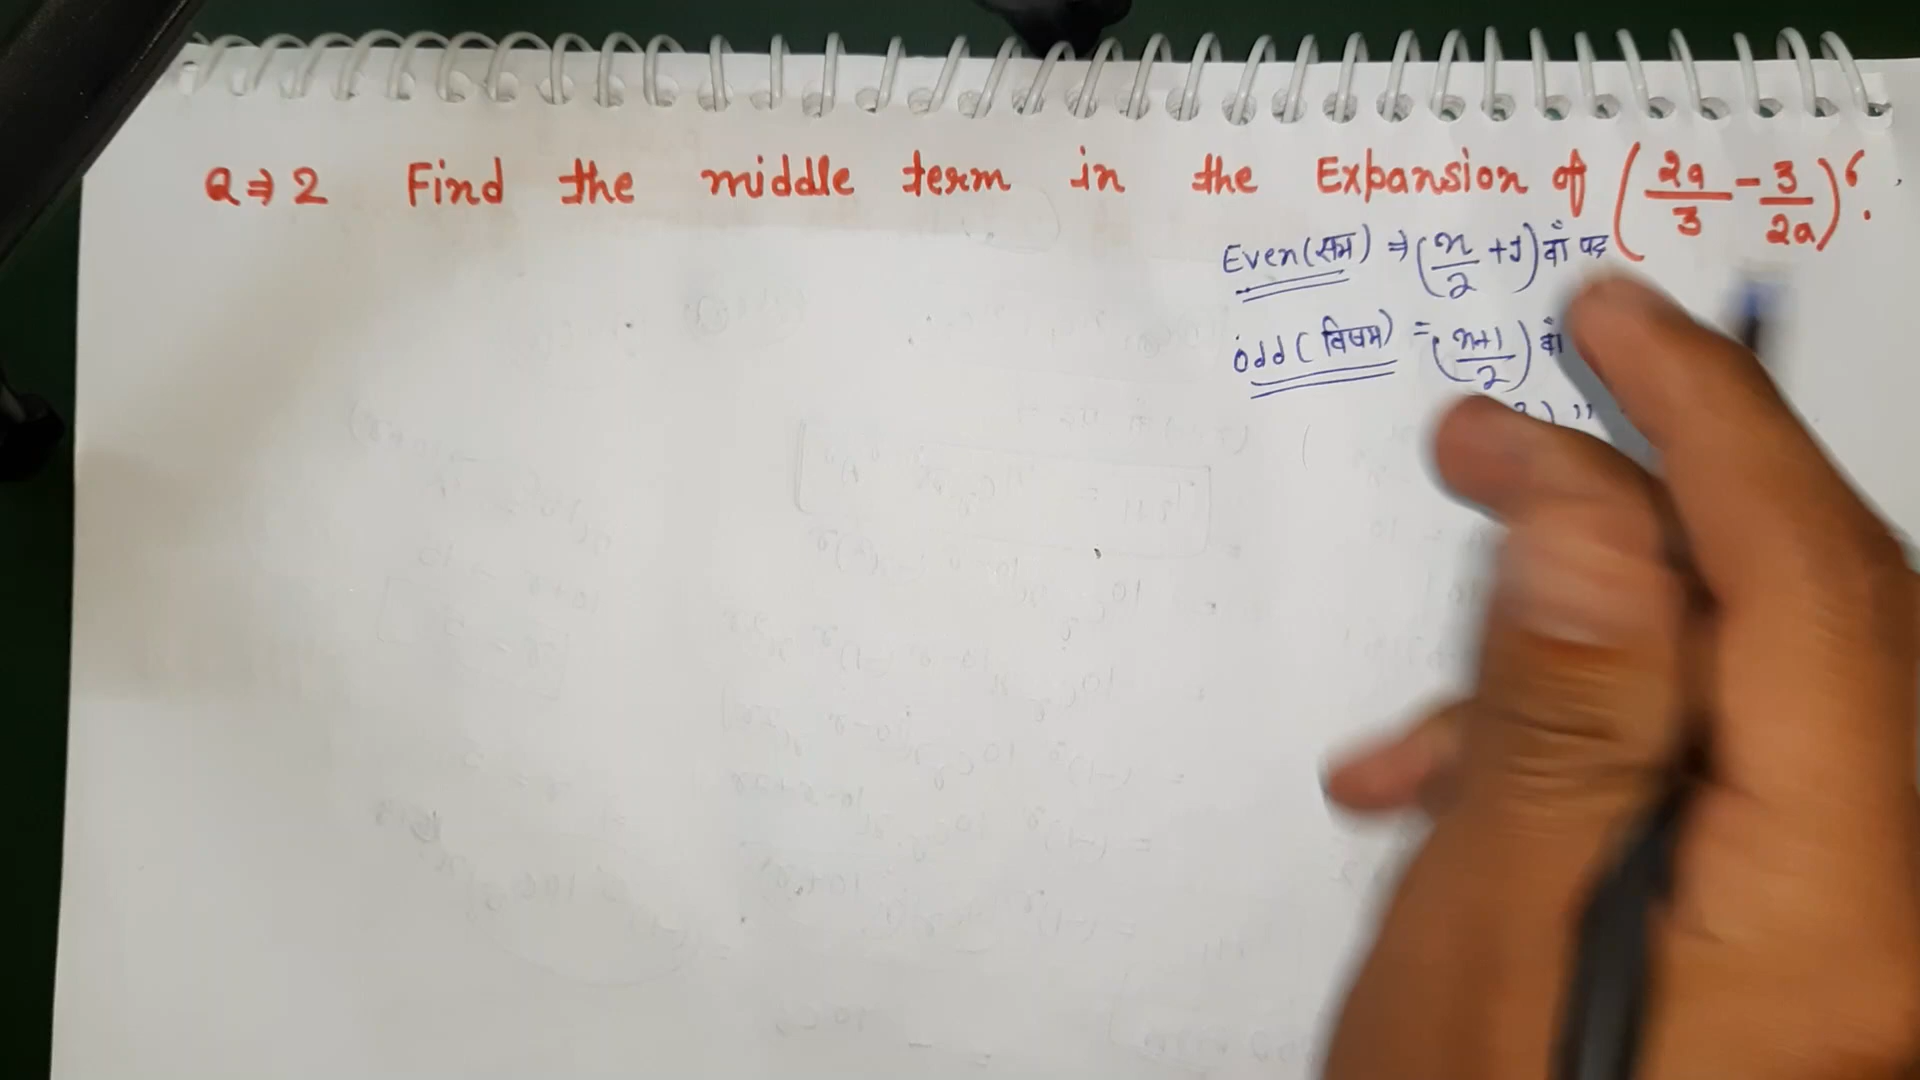 Q⇒2 Find the middle term in the Expansion of (2a/3 - 3/2a)^6.
Even (सम) ⇒ (n/2 + 1) वाँ पद
odd (विषम) = (n+1/2) वाँ
) ,,